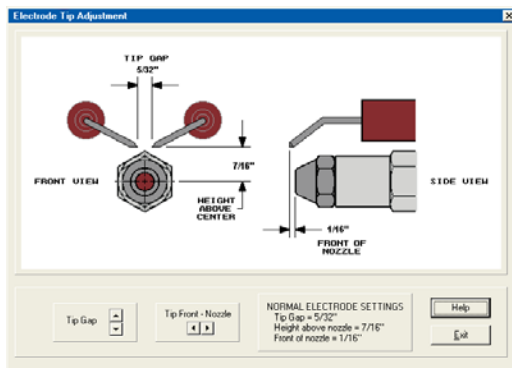 Electrode Tip Adjustment
TIP GAP
5/32"
7/16"
FRONT VIEW
HEIGHT
ABOVE
CENTER
SIDE VIEW
1/16"
FRONT OF
NOZZLE
Tip Gap
Tip Front - Nozzle
NORMAL ELECTRODE SETTINGS
Tip Gap = 5/32"
Height above nozzle = 7/16"
Front of nozzle = 1/16"
Help
Exit